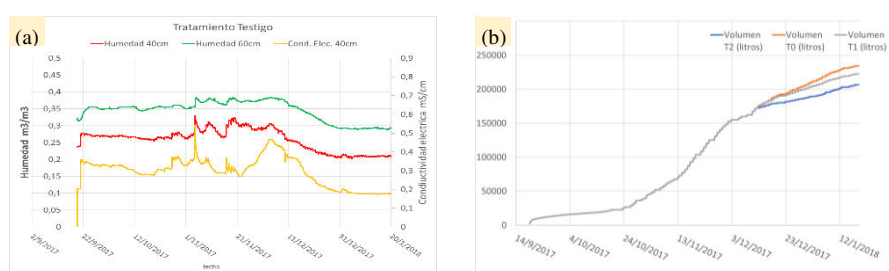 (a)
Tratamiento Testigo
Humedad 40cm Humedad 60cm Cond. Elec. 40cm
0,5
0,45
0,4
0,35
0,3
0,25
0,2
0,15
0,1
0,05
0
Humedad m3/m3
0,9
0,8
0,7
0,6
0,5
0,4
0,3
0,2
0,1
0
Conductividad electrica mS/cm
2/9/2017 22/9/2017 12/10/2017 1/11/2017 21/11/2017 11/12/2017 31/12/2017 20/1/2018
fecha
(b)
Volumen T2 (litros)
Volumen T0 (litros)
Volumen T1 (litros)
250000
200000
150000
100000
50000
0
14/9/2017 4/10/2017 24/10/2017 13/11/2017 3/12/2017 23/12/2017 12/1/2018